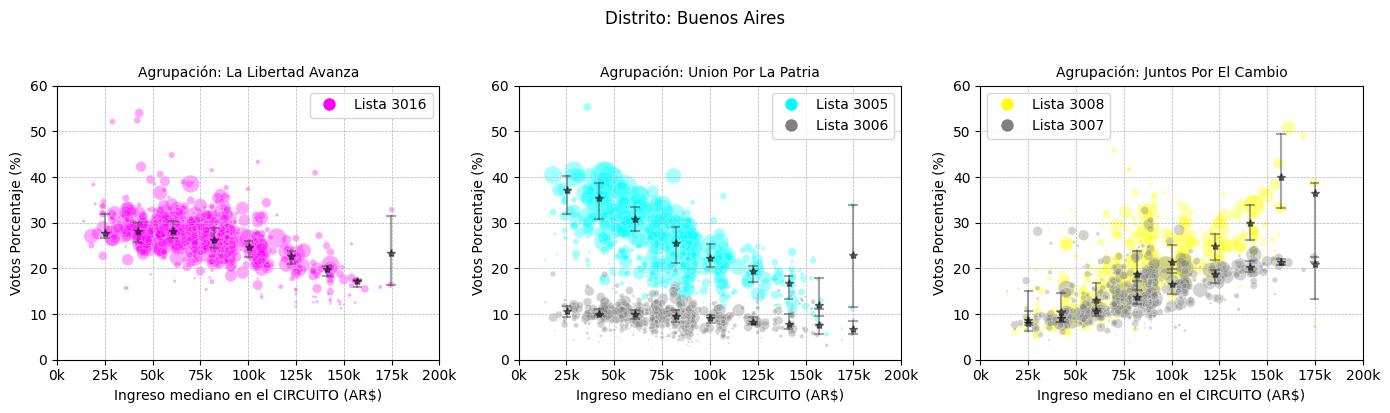 Distrito: Buenos Aires
Agrupación: La Libertad Avanza
Lista 3016
Votos Porcentaje (%)
60
50
40
30
20
10
0
0k 25k 50k 75k 100k 125k 150k 175k 200k
Ingreso mediano en el CIRCUITO (AR$)
Agrupación: Union Por La Patria
Lista 3005
Lista 3006
Votos Porcentaje (%)
60
50
40
30
20
10
0
0k 25k 50k 75k 100k 125k 150k 175k 200k
Ingreso mediano en el CIRCUITO (AR$)
Agrupación: Juntos Por El Cambio
Lista 3008
Lista 3007
Votos Porcentaje (%)
60
50
40
30
20
10
0
0k 25k 50k 75k 100k 125k 150k 175k 200k
Ingreso mediano en el CIRCUITO (AR$)